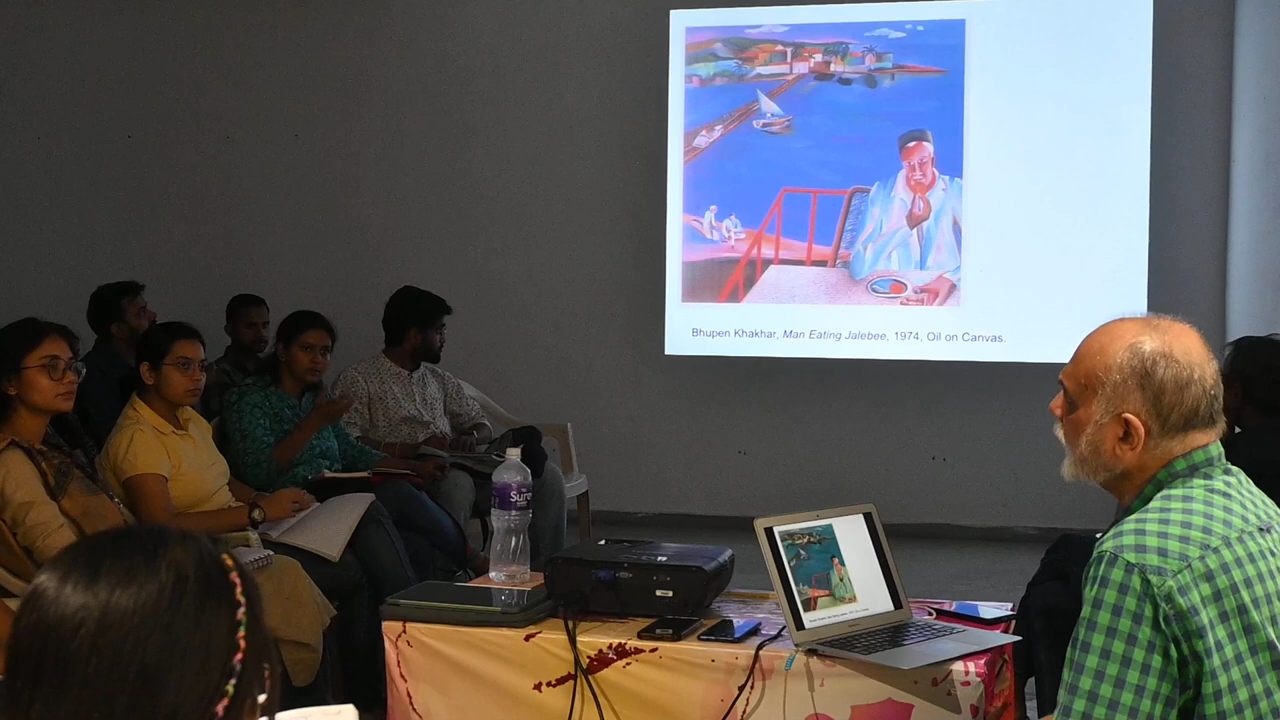 Bhupen Khakhar, Man Eating Jalebee, 1974, Oil on Canvas.
Sure